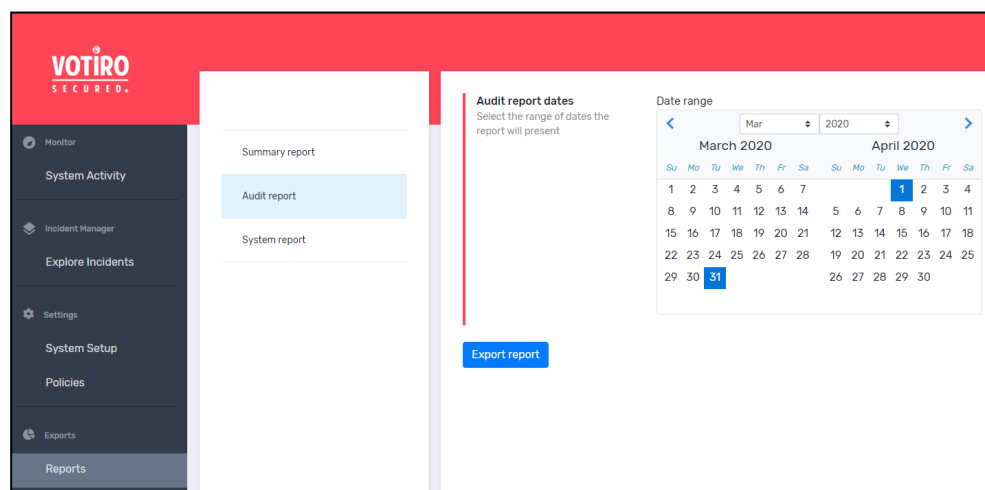 VOTIRO
SECURED.
Monitor
System Activity
Incident Manager
Explore Incidents
Settings
System Setup
Policies
Exports
Reports
Summary report
Audit report
System report
Audit report dates
Select the range of dates the
report will present
Export report
Date range
Mar 2020
March 2020 April 2020
Su Mo Tu We Th Fr Sa Su Mo Tu We Th Fr Sa
1 2 3 4 5 6 7 1 2 3 4
8 9 10 11 12 13 14 5 6 7 8 9 10 11
15 16 17 18 19 20 21 12 13 14 15 16 17 18
22 23 24 25 26 27 28 19 20 21 22 23 24 25
29 30 31 26 27 28 29 30